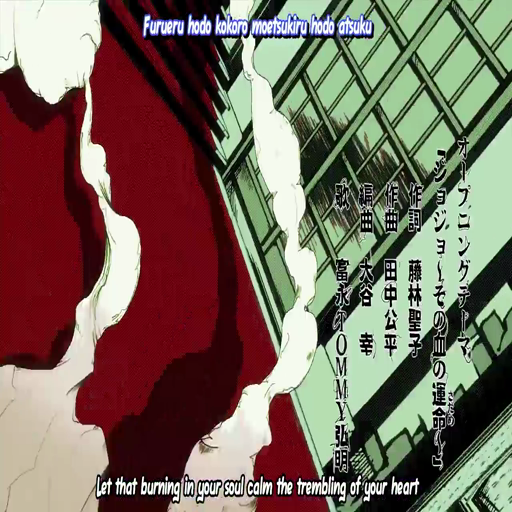 Furueru hodo kokoro moetsukiru hodo atsuku
オープニングテーマ
『ジョジョ~その血の運命~』
さだめ
作詞 藤林聖子
作曲 田中公平
編曲 大谷 幸
歌 富永TOMMY弘明
Let that burning in your soul calm the trembling of your heart